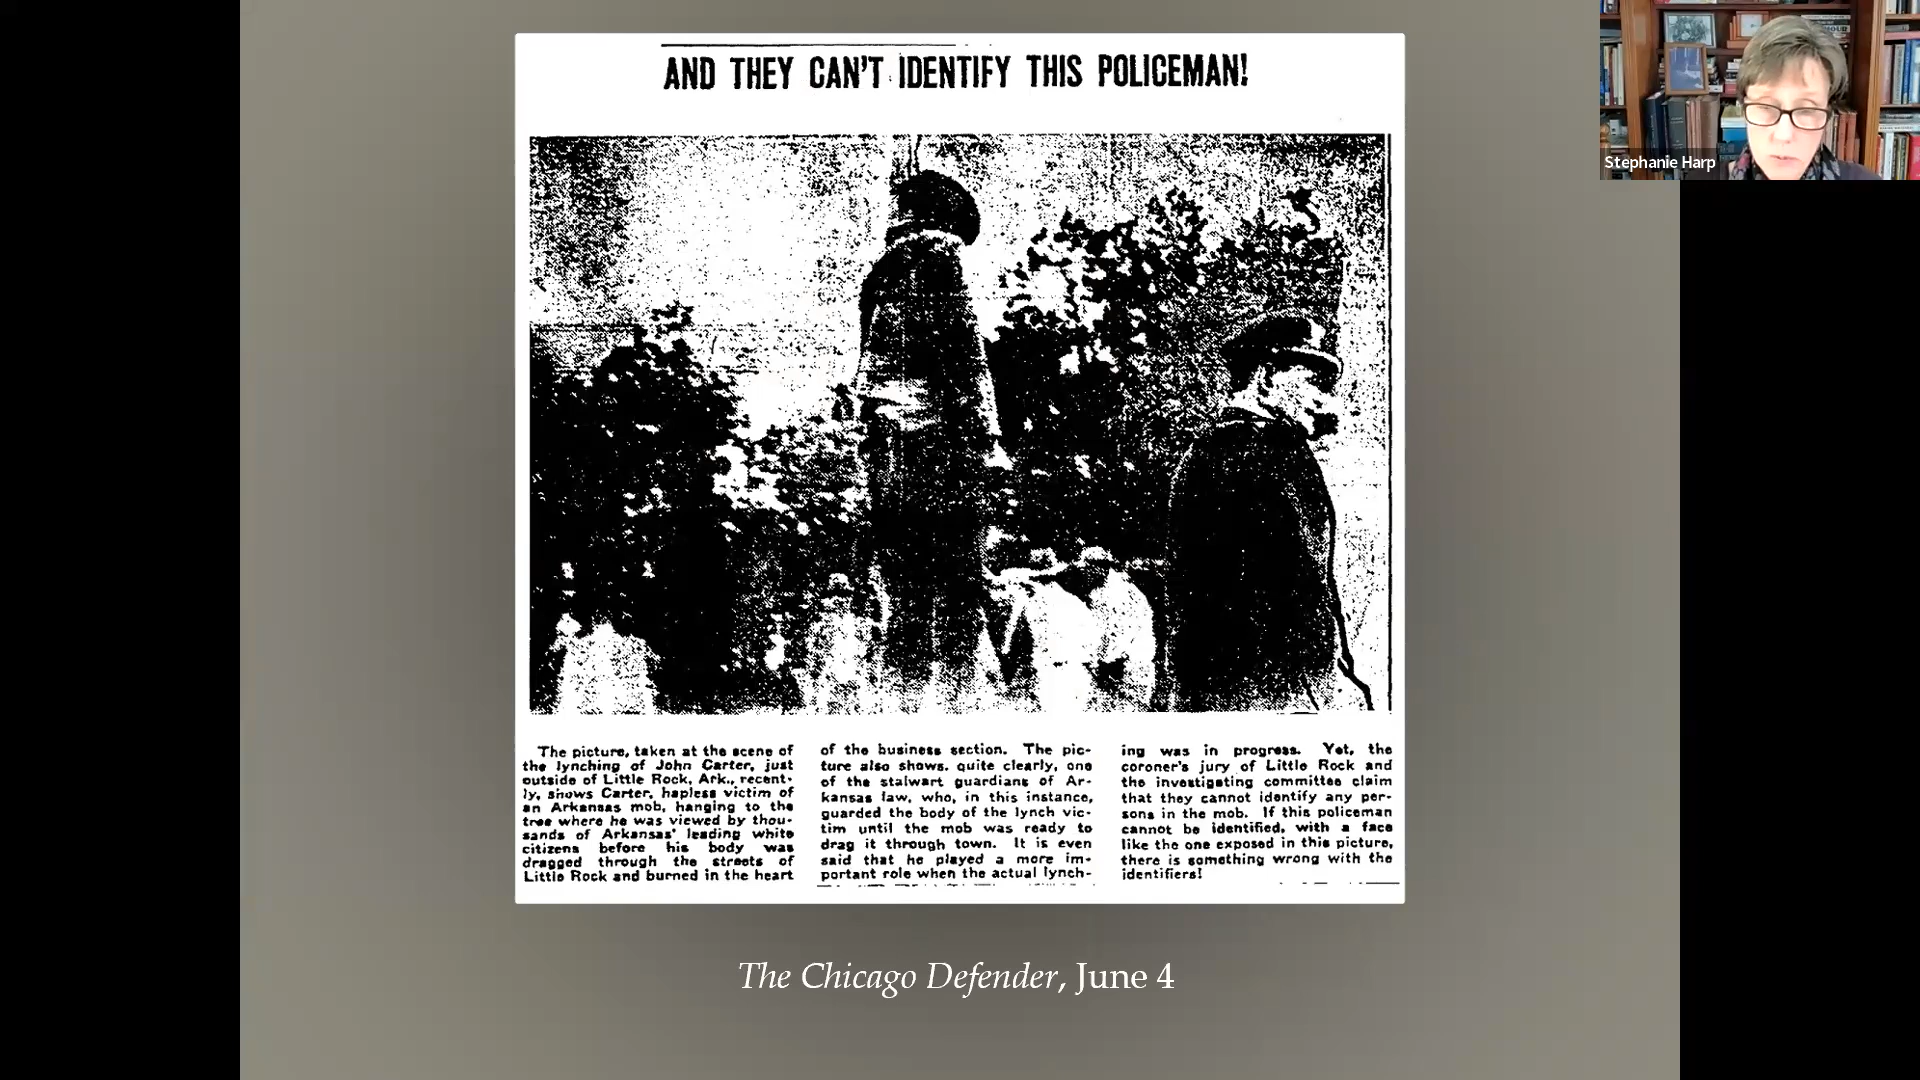 AND THEY CAN'T IDENTIFY THIS POLICEMAN!
The picture, taken at the scene of
the lynching of John Carter, just
outside of Little Rock, Ark., recent-
ly, shows Carter, hapless victim of
an Arkansas mob, hanging to the
tree where he was viewed by thou-
sands of Arkansas' leading white
citizens before his body was
dragged through the streets of
Little Rock and burned in the heart
of the business section. The pic-
ture also shows, quite clearly, one
of the stalwart guardians of Ar-
kansas law, who, in this instance,
guarded the body of the lynch vic-
tim until the mob was ready to
drag it through town. It is even
said that he played a more im-
portant role when the actual lynch-
ing was in progress. Yet, the
coroner's jury of Little Rock and
the investigating committee claim
that they cannot identify any per-
sons in the mob. If this policeman
cannot be identified, with a face
like the one exposed in this picture,
there is something wrong with the
identifiers!
The Chicago Defender, June 4
Stephanie Harp